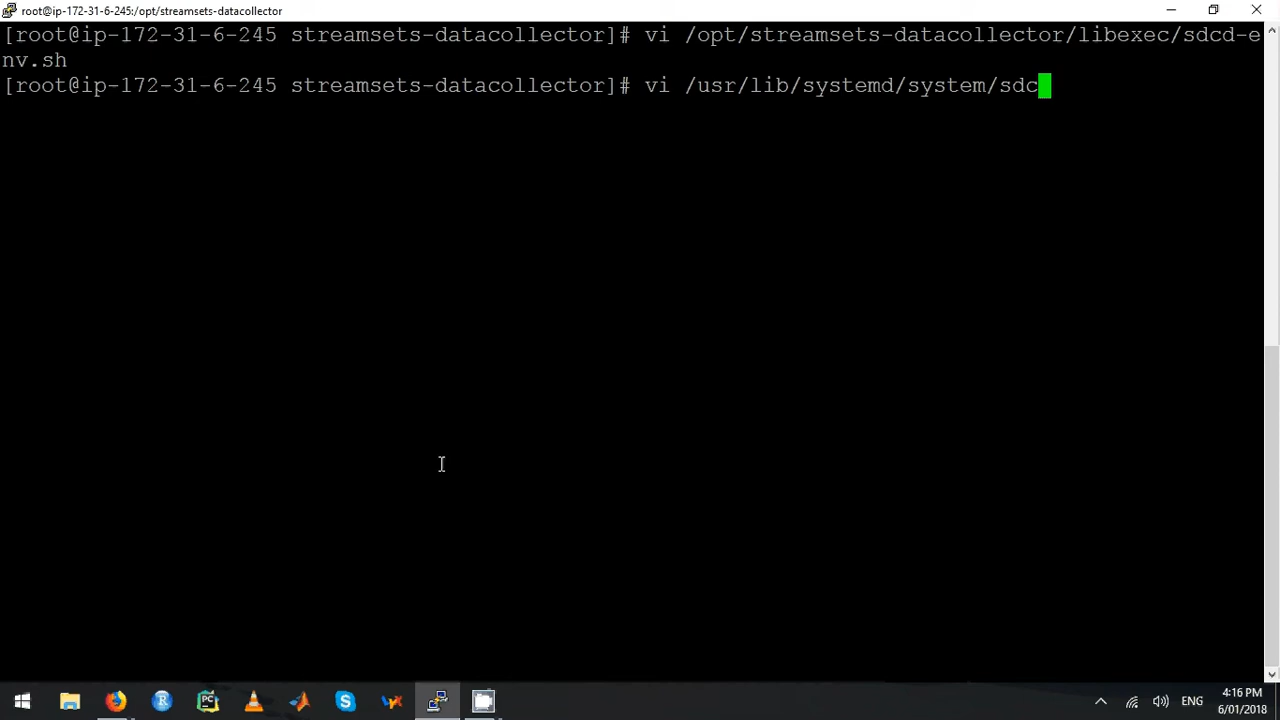 root@ip-172-31-6-245:/opt/streamsets-datacollector
[root@ip-172-31-6-245 streamsets-datacollector]# vi /opt/streamsets-datacollector/libexec/sdcd-e
nv.sh
[root@ip-172-31-6-245 streamsets-datacollector]# vi /usr/lib/systemd/system/sdc
R
PC
S
ENG
4:16 PM
6/01/2018